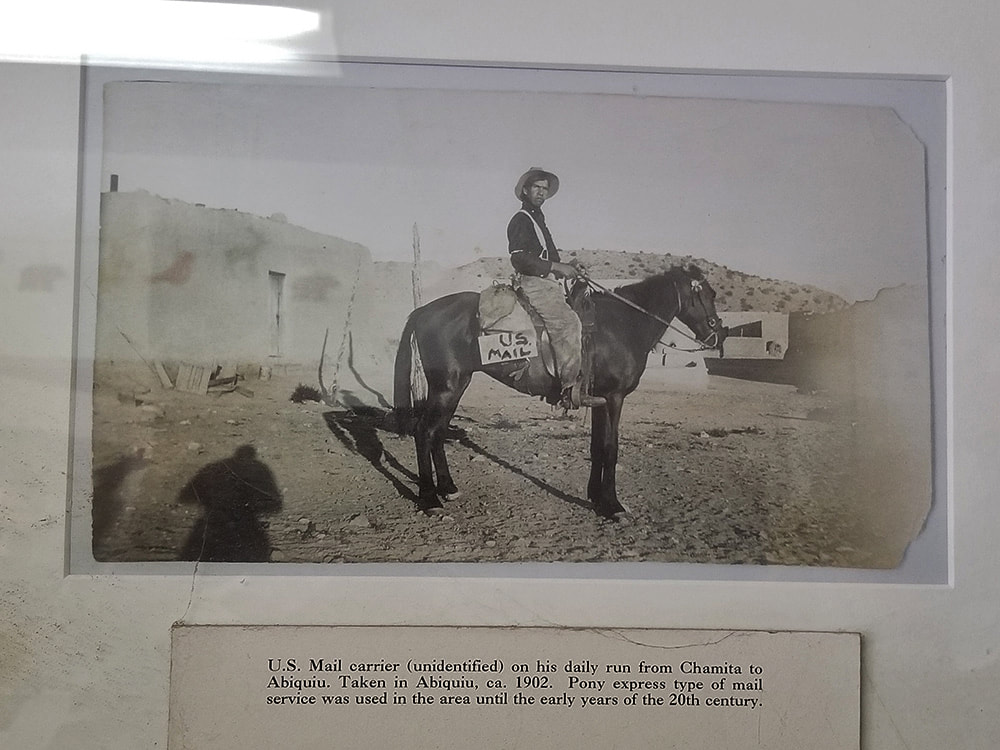 U.S.
MAIL
U.S. Mail carrier (unidentified) on his daily run from Chamita to
Abiquiu. Taken in Abiquiu, ca. 1902. Pony express type of mail
service was used in the area until the early years of the 20th century.